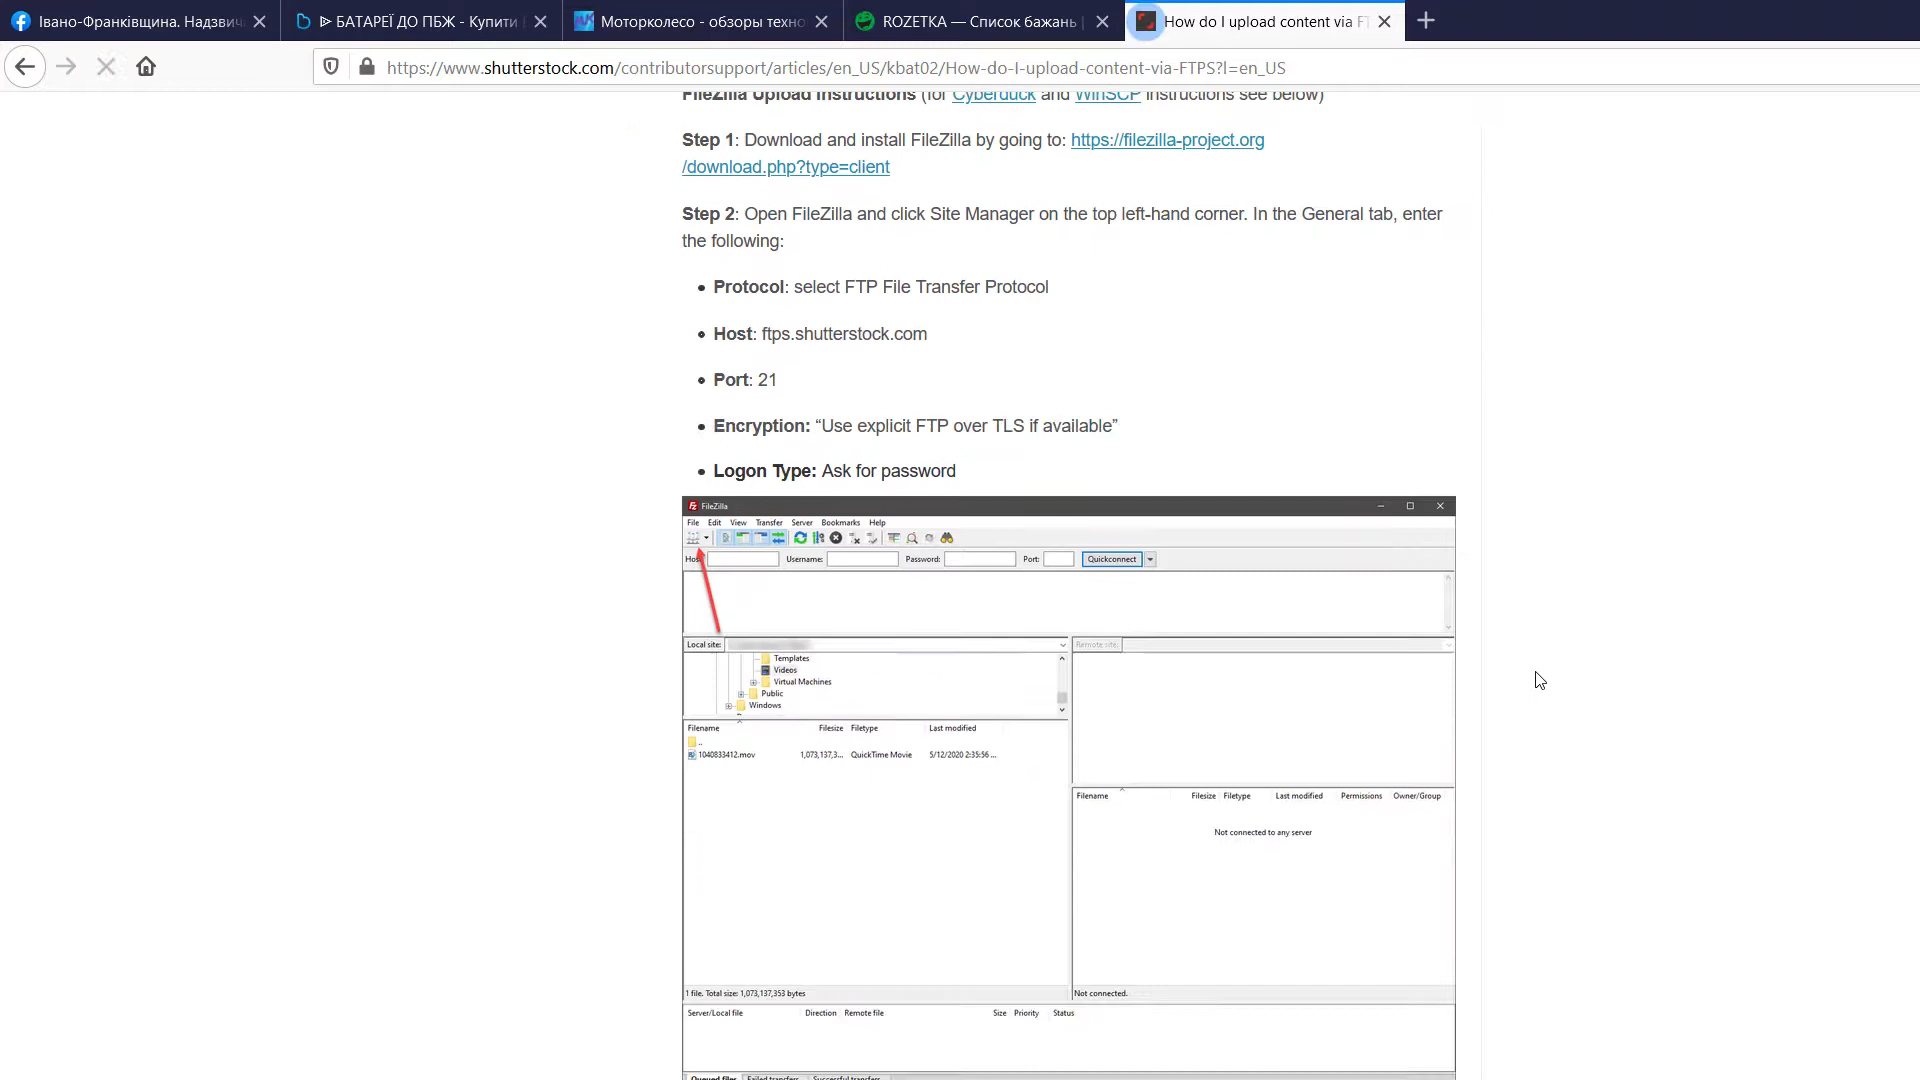 Івано-Франківщина. Надзвич
ᐉ БАТАРЕЇ ДО ПБЖ - Купити
Моторколесо - обзоры техно
ROZETKA — Список бажань |
How do I upload content via FT
https://www.shutterstock.com/contributorsupport/articles/en_US/kbat02/How-do-I-upload-content-via-FTPS?l=en_US
FileZilla Upload Instructions (for Cyberduck and WinSCP instructions see below)
Step 1: Download and install FileZilla by going to: https://filezilla-project.org
/download.php?type=client
Step 2: Open FileZilla and click Site Manager on the top left-hand corner. In the General tab, enter
the following:
• Protocol: select FTP File Transfer Protocol
• Host: ftps.shutterstock.com
• Port: 21
• Encryption: “Use explicit FTP over TLS if available”
• Logon Type: Ask for password
FileZilla
File Edit View Transfer Server Bookmarks Help
Host Username: Password: Port: Quickconnect
Local site: Remote site:
Templates
Videos
Virtual Machines
Public
Windows
Filename Filesize Filetype Last modified
..
1040833412.mov 1,073,137,3... QuickTime Movie 5/12/2020 2:35:56 ...
Filename Filesize Filetype Last modified Permissions Owner/Group
Not connected to any server
1 file. Total size: 1,073,137,353 bytes
Not connected.
Server/Local file Direction Remote file Size Priority Status
Queued files Failed transfers Successful transfers